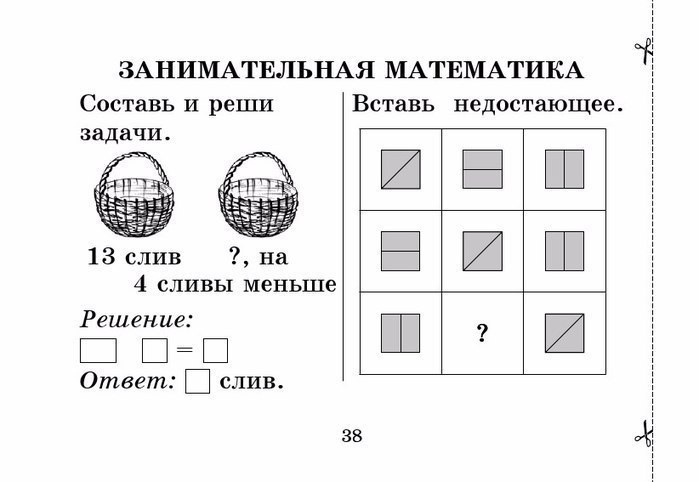 ЗАНИМАТЕЛЬНАЯ МАТЕМАТИКА
Составь и реши
задачи.
13 слив ?, на
4 сливы меньше
Решение:
=
Ответ: слив.
Вставь недостающее.
?
38